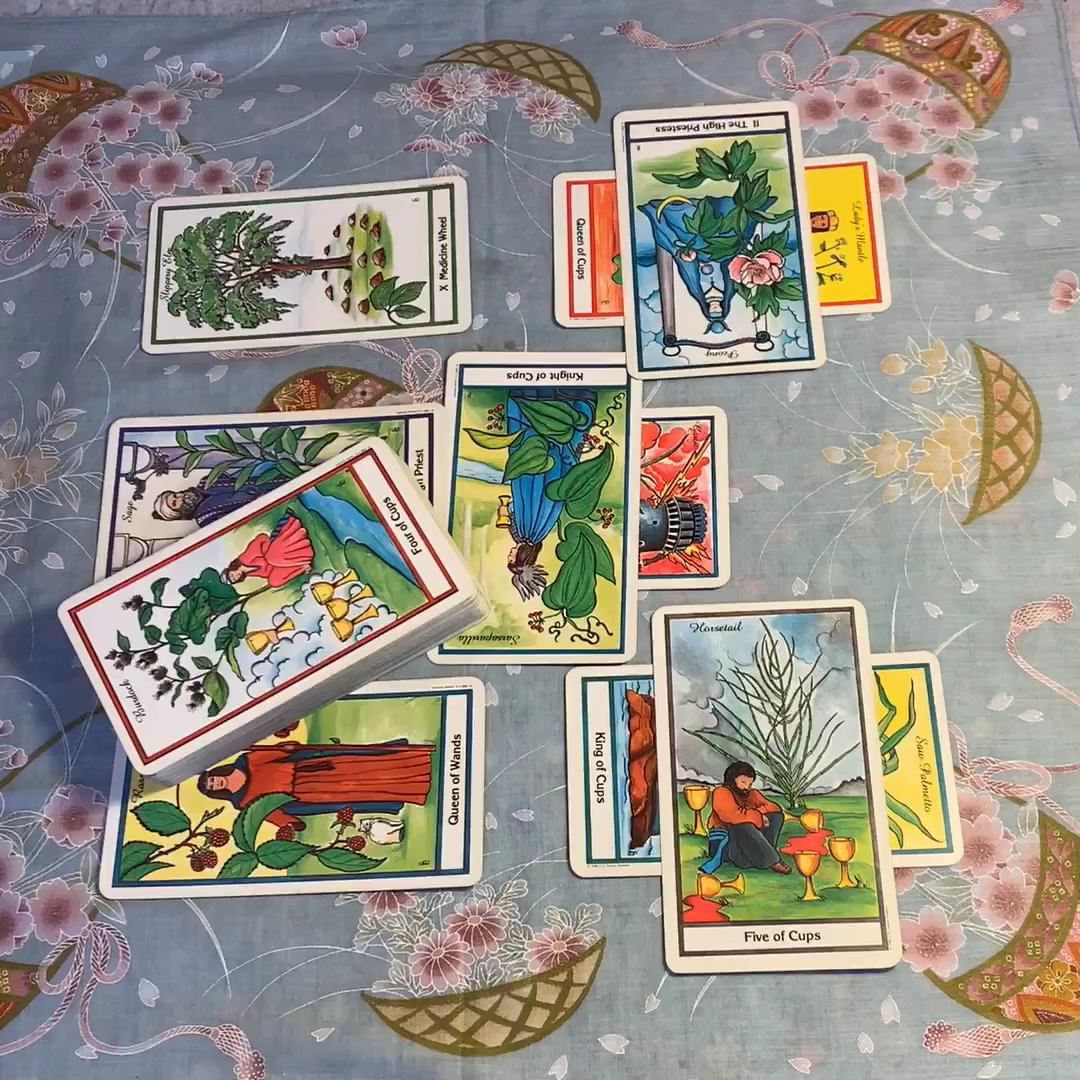 II The High Priestess
Peony
Queen of Cups
Lady's Mantle
Slippery El
X Medicine Wheel
Knight of Cups
Sarsaparilla
Sage
Priest
Four of Cups
Burdock
Queen of Wands
King of Cups
Saw Palmetto
Horsetail
Five of Cups